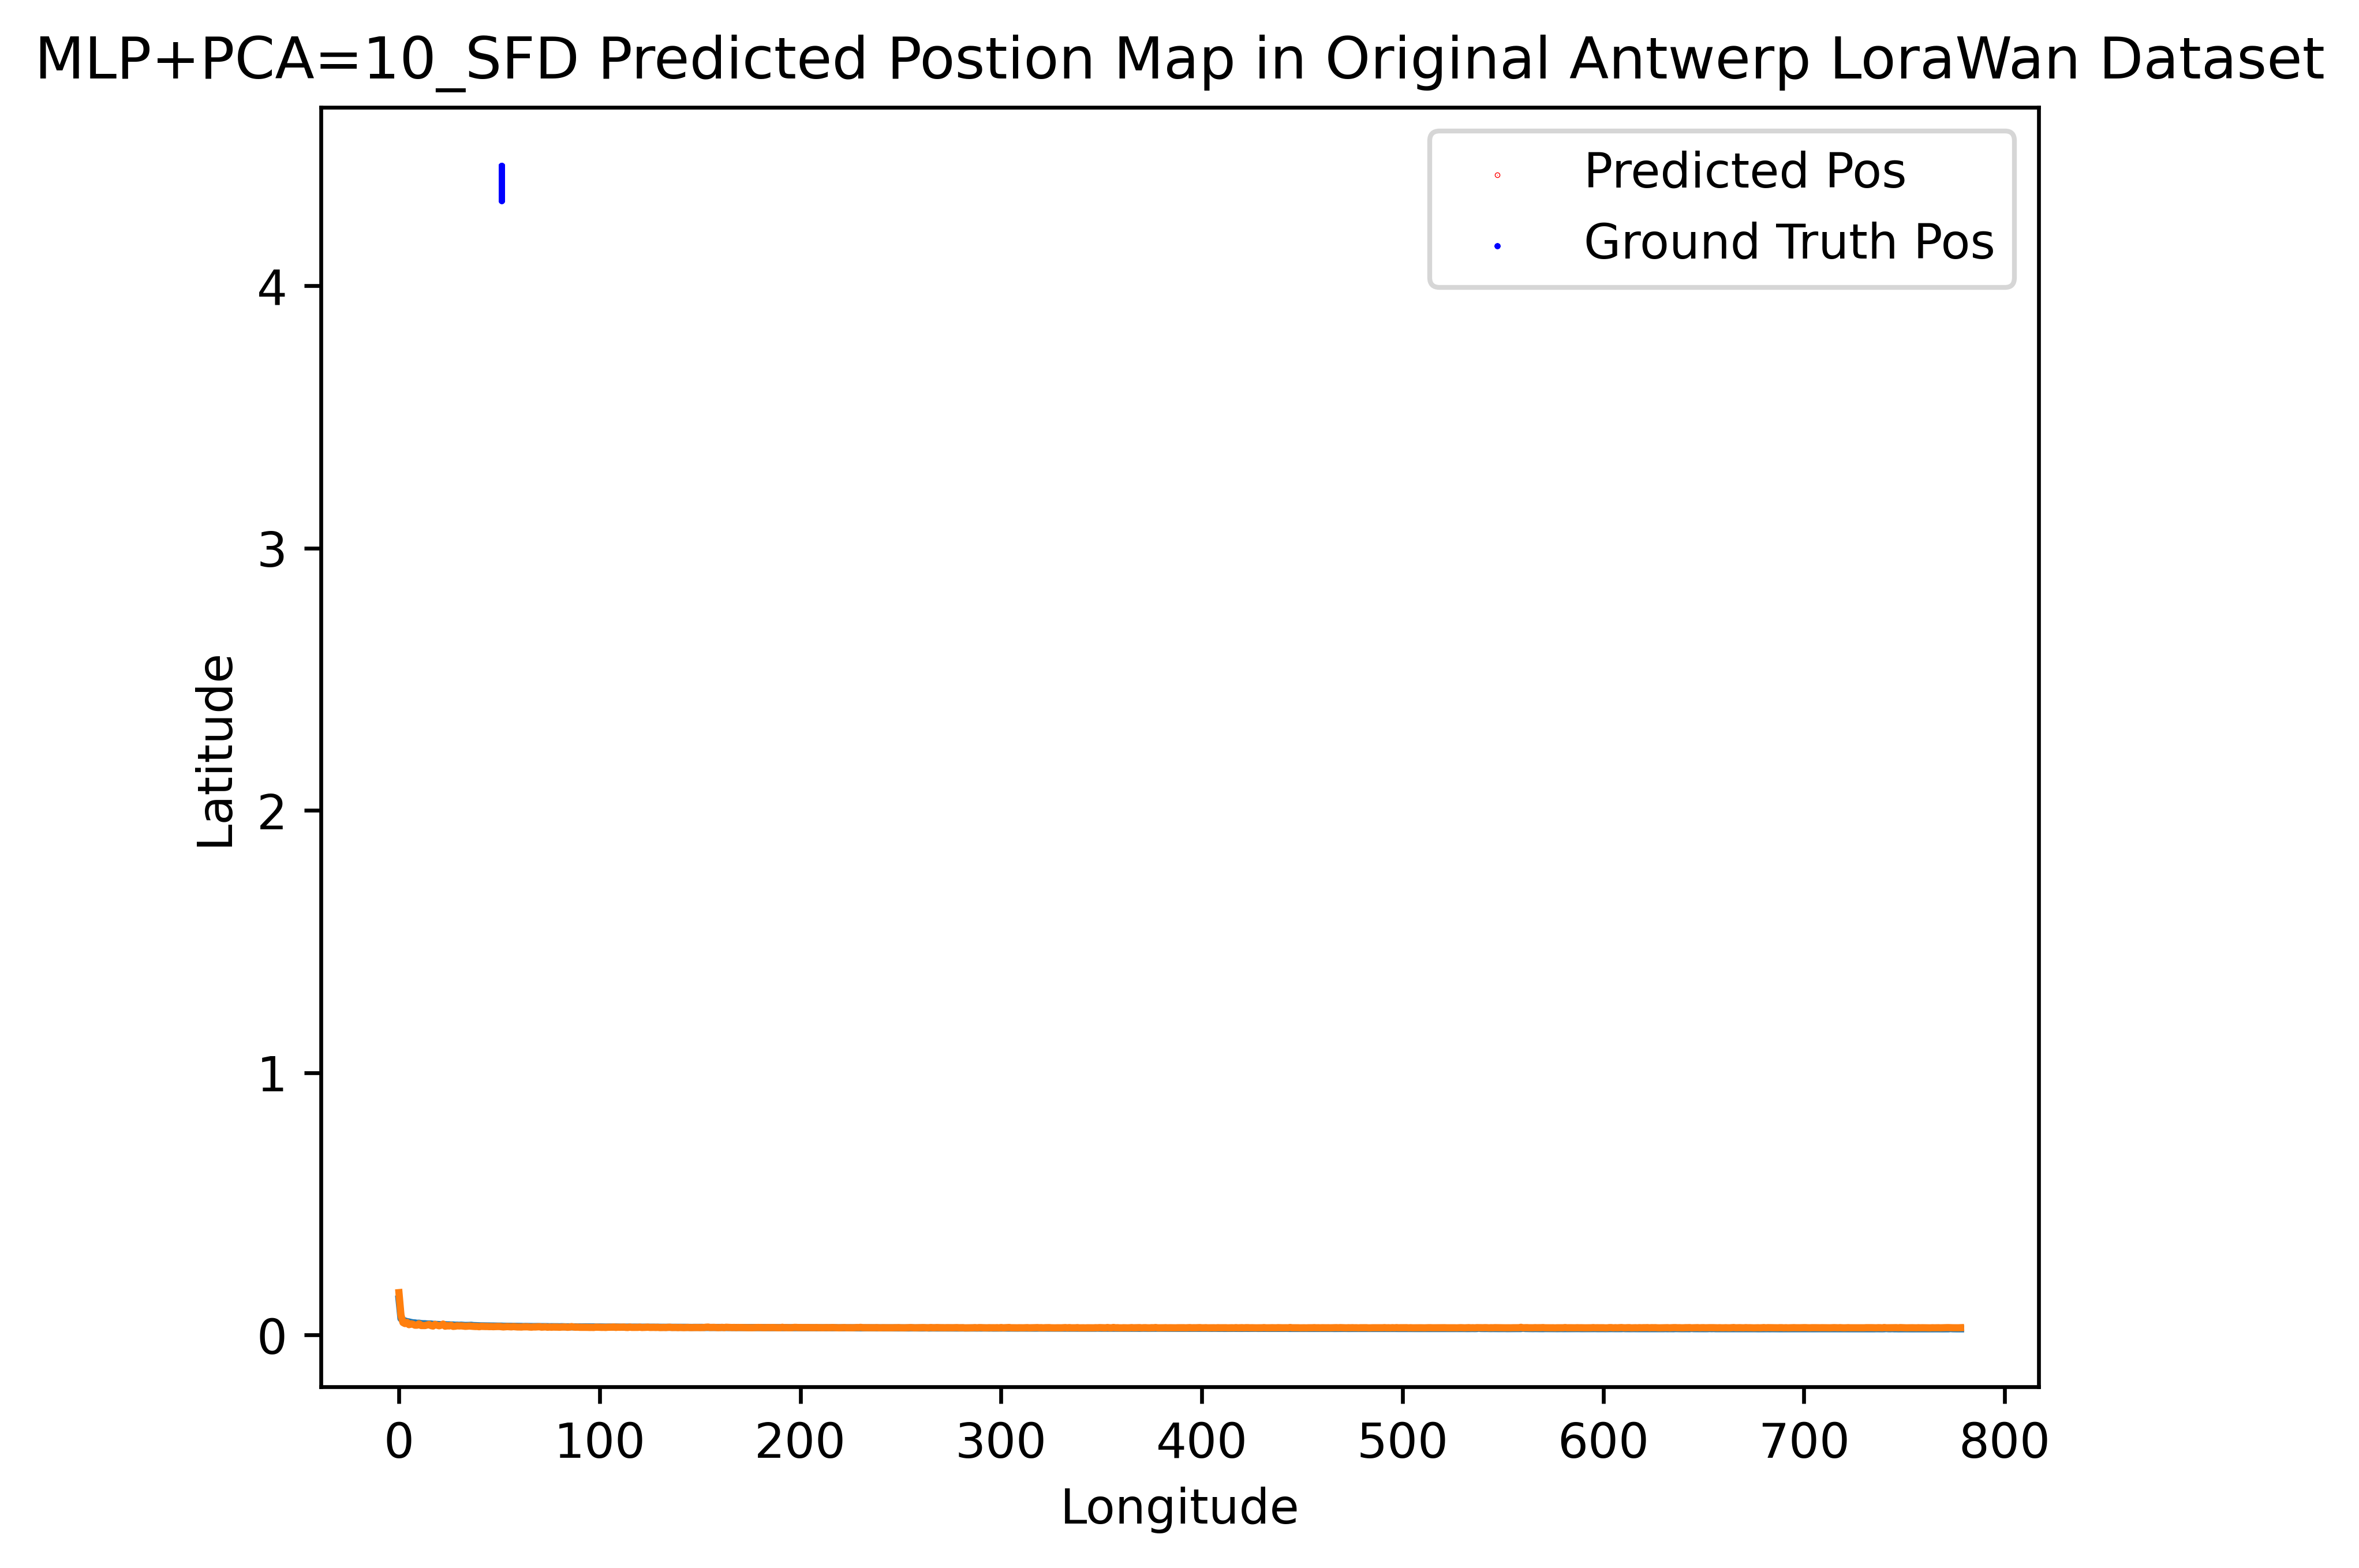 MLP+PCA=10_SFD Predicted Postion Map in Original Antwerp LoraWan Dataset
Predicted Pos
Ground Truth Pos
4
3
2
1
0
Latitude
0 100 200 300 400 500 600 700 800
Longitude